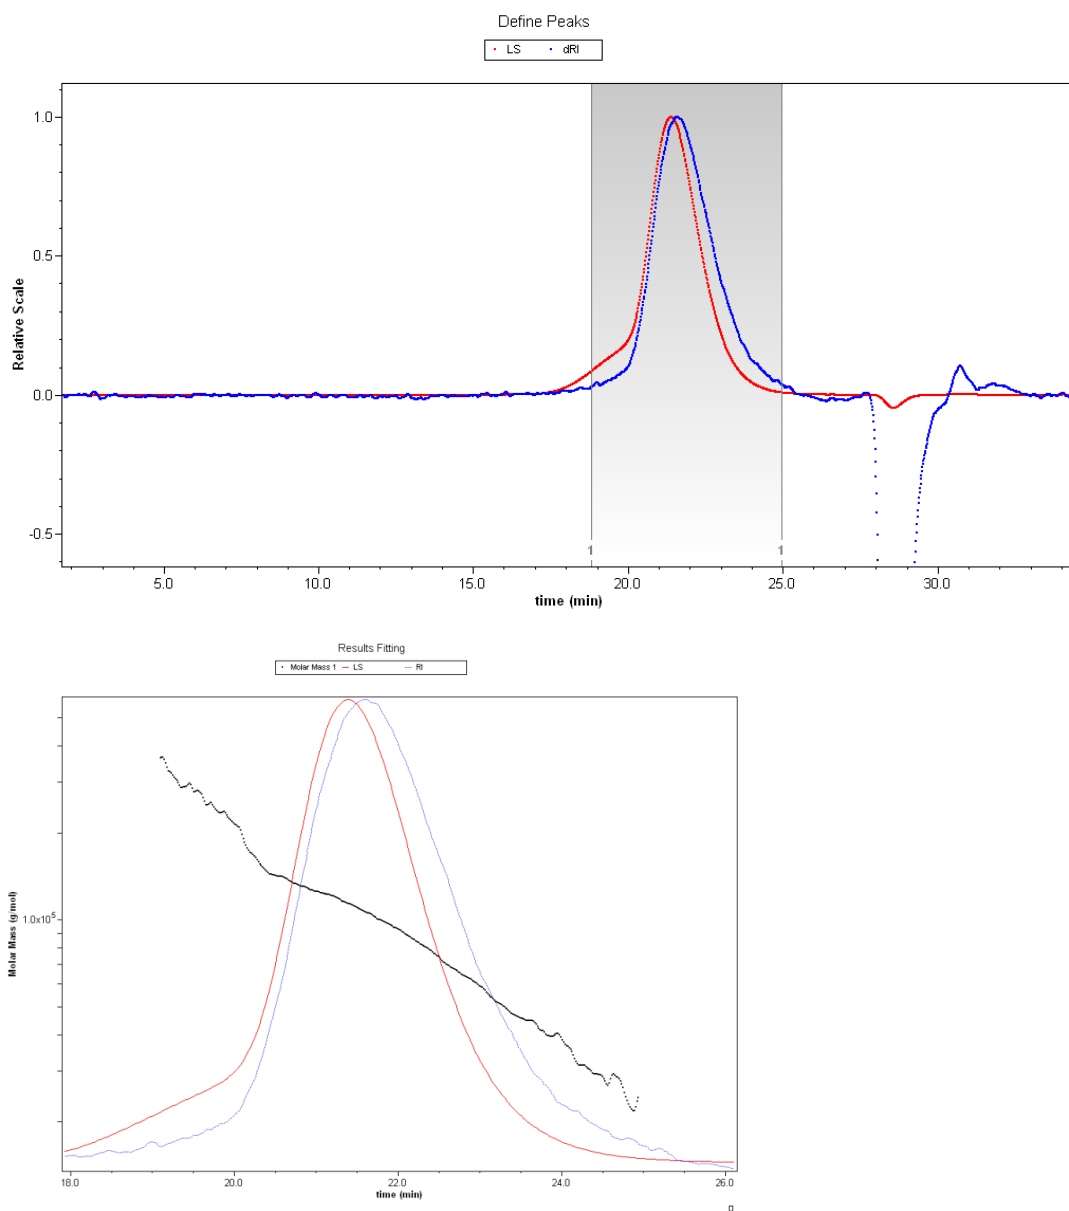 Define Peaks
LS dRI
1.0
0.5
0.0
-0.5
Relative Scale
1 1
5.0 10.0 15.0 20.0 25.0 30.0
time (min)
Results Fitting
Molar Mass 1 LS RI
1.0x10⁵
Molar Mass (g/mol)
18.0 20.0 22.0 24.0 26.0
time (min)